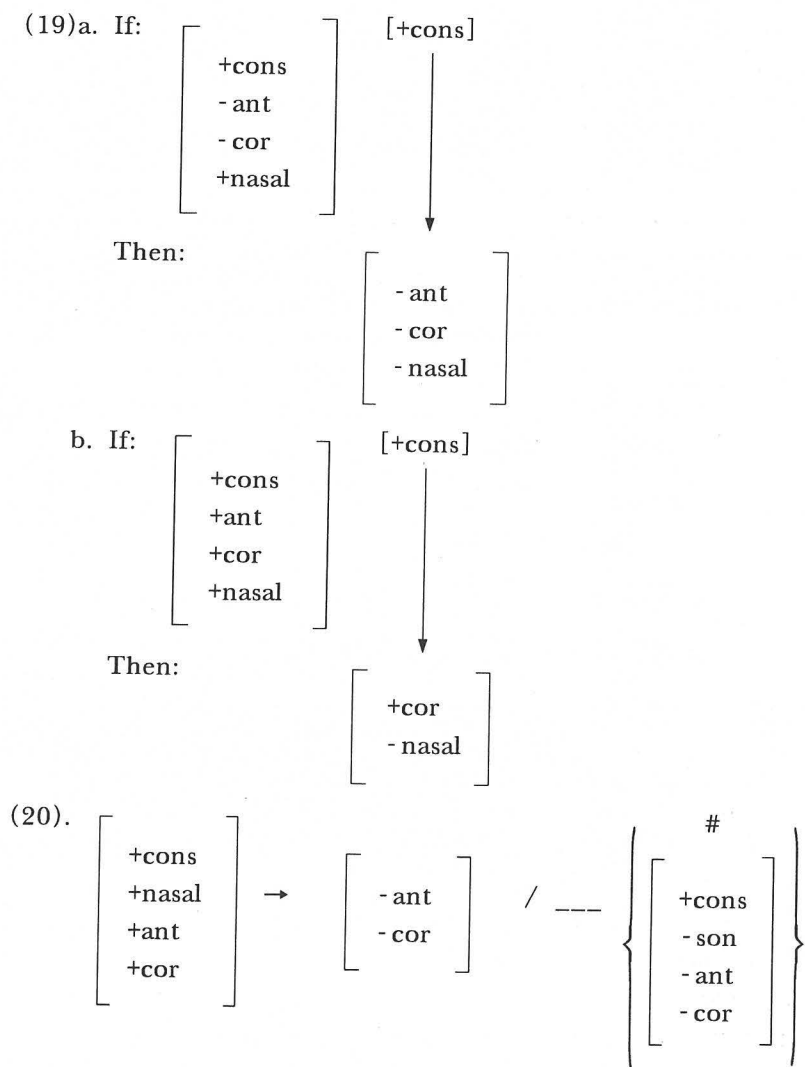 (19)a. If: [+cons]
+cons
- ant
- cor
+nasal
Then:
- ant
- cor
- nasal
b. If: [+cons]
+cons
+ant
+cor
+nasal
Then:
+cor
- nasal
(20).
#
+cons
+nasal → - ant / ___ +cons
+ant - cor - son
+cor - ant
- cor